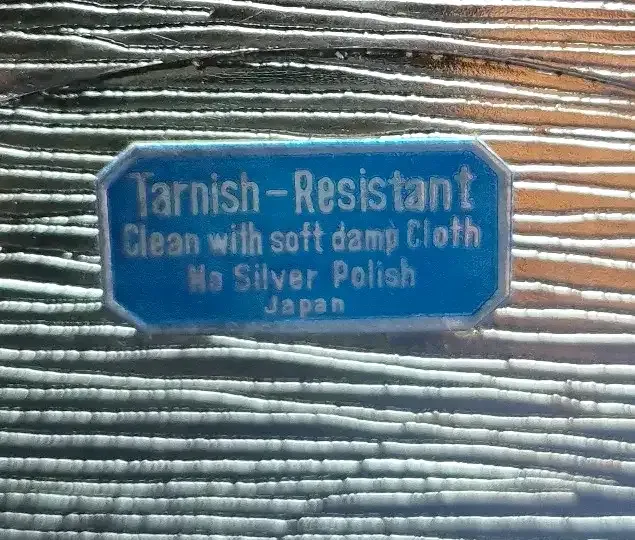 Tarnish-Resistant
Clean with soft damp Cloth
No Silver Polish
Japan